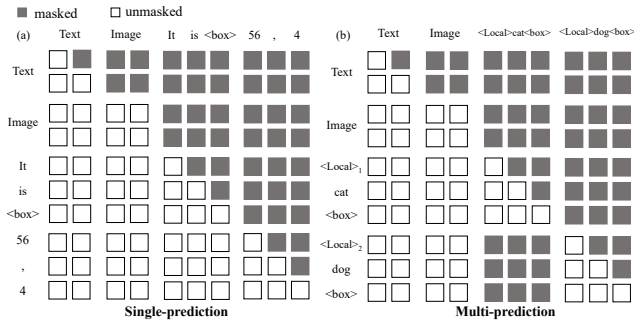 masked unmasked
(a) Text Image It is <box> 56 , 4
Text
Image
It
is
<box>
56
,
4
Single-prediction
(b) Text Image <Local>cat<box> <Local>dog<box>
Text
Image
<Local>1
cat
<box>
<Local>2
dog
<box>
Multi-prediction